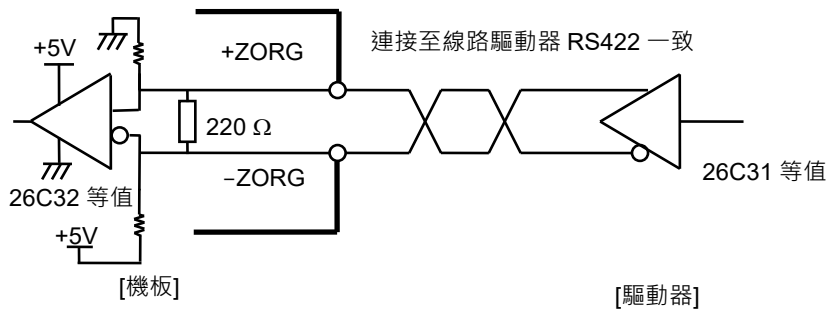 +5V
+ZORG
連接至線路驅動器 RS422 一致
220 Ω
26C32 等值
−ZORG
26C31 等值
+5V
[機板]
[驅動器]